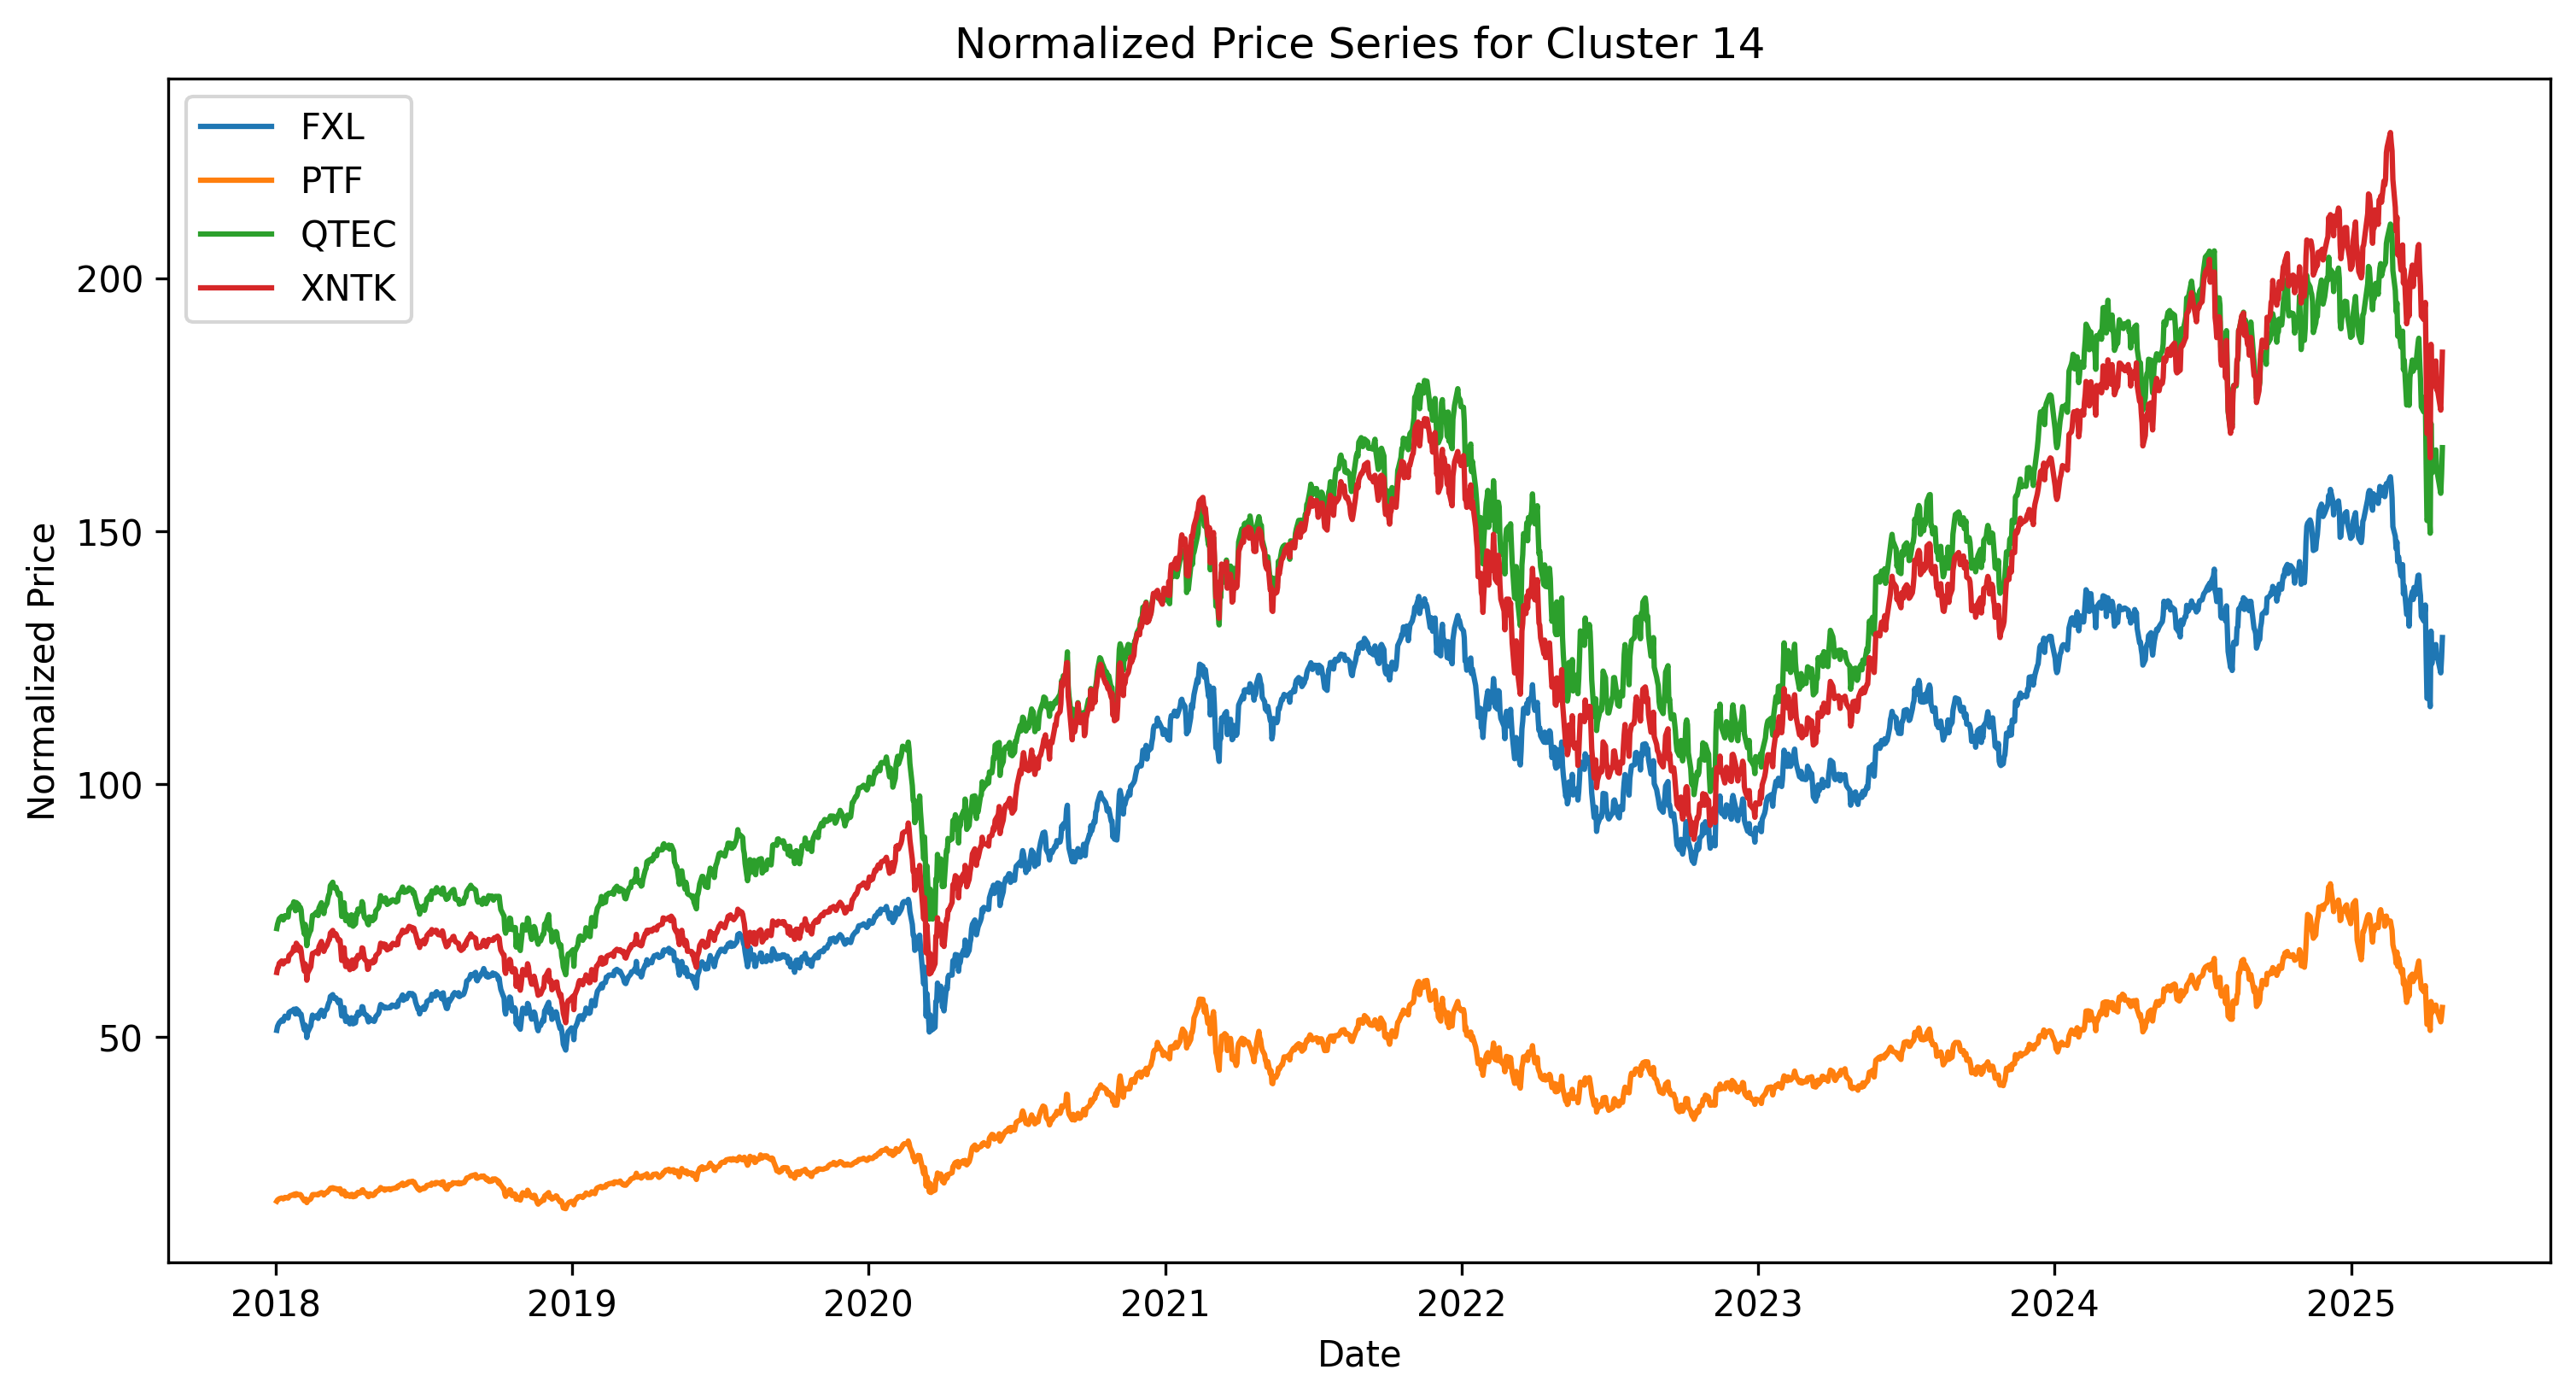 Normalized Price Series for Cluster 14
FXL
PTF
QTEC
XNTK
Normalized Price
200
150
100
50
2018 2019 2020 2021 2022 2023 2024 2025
Date